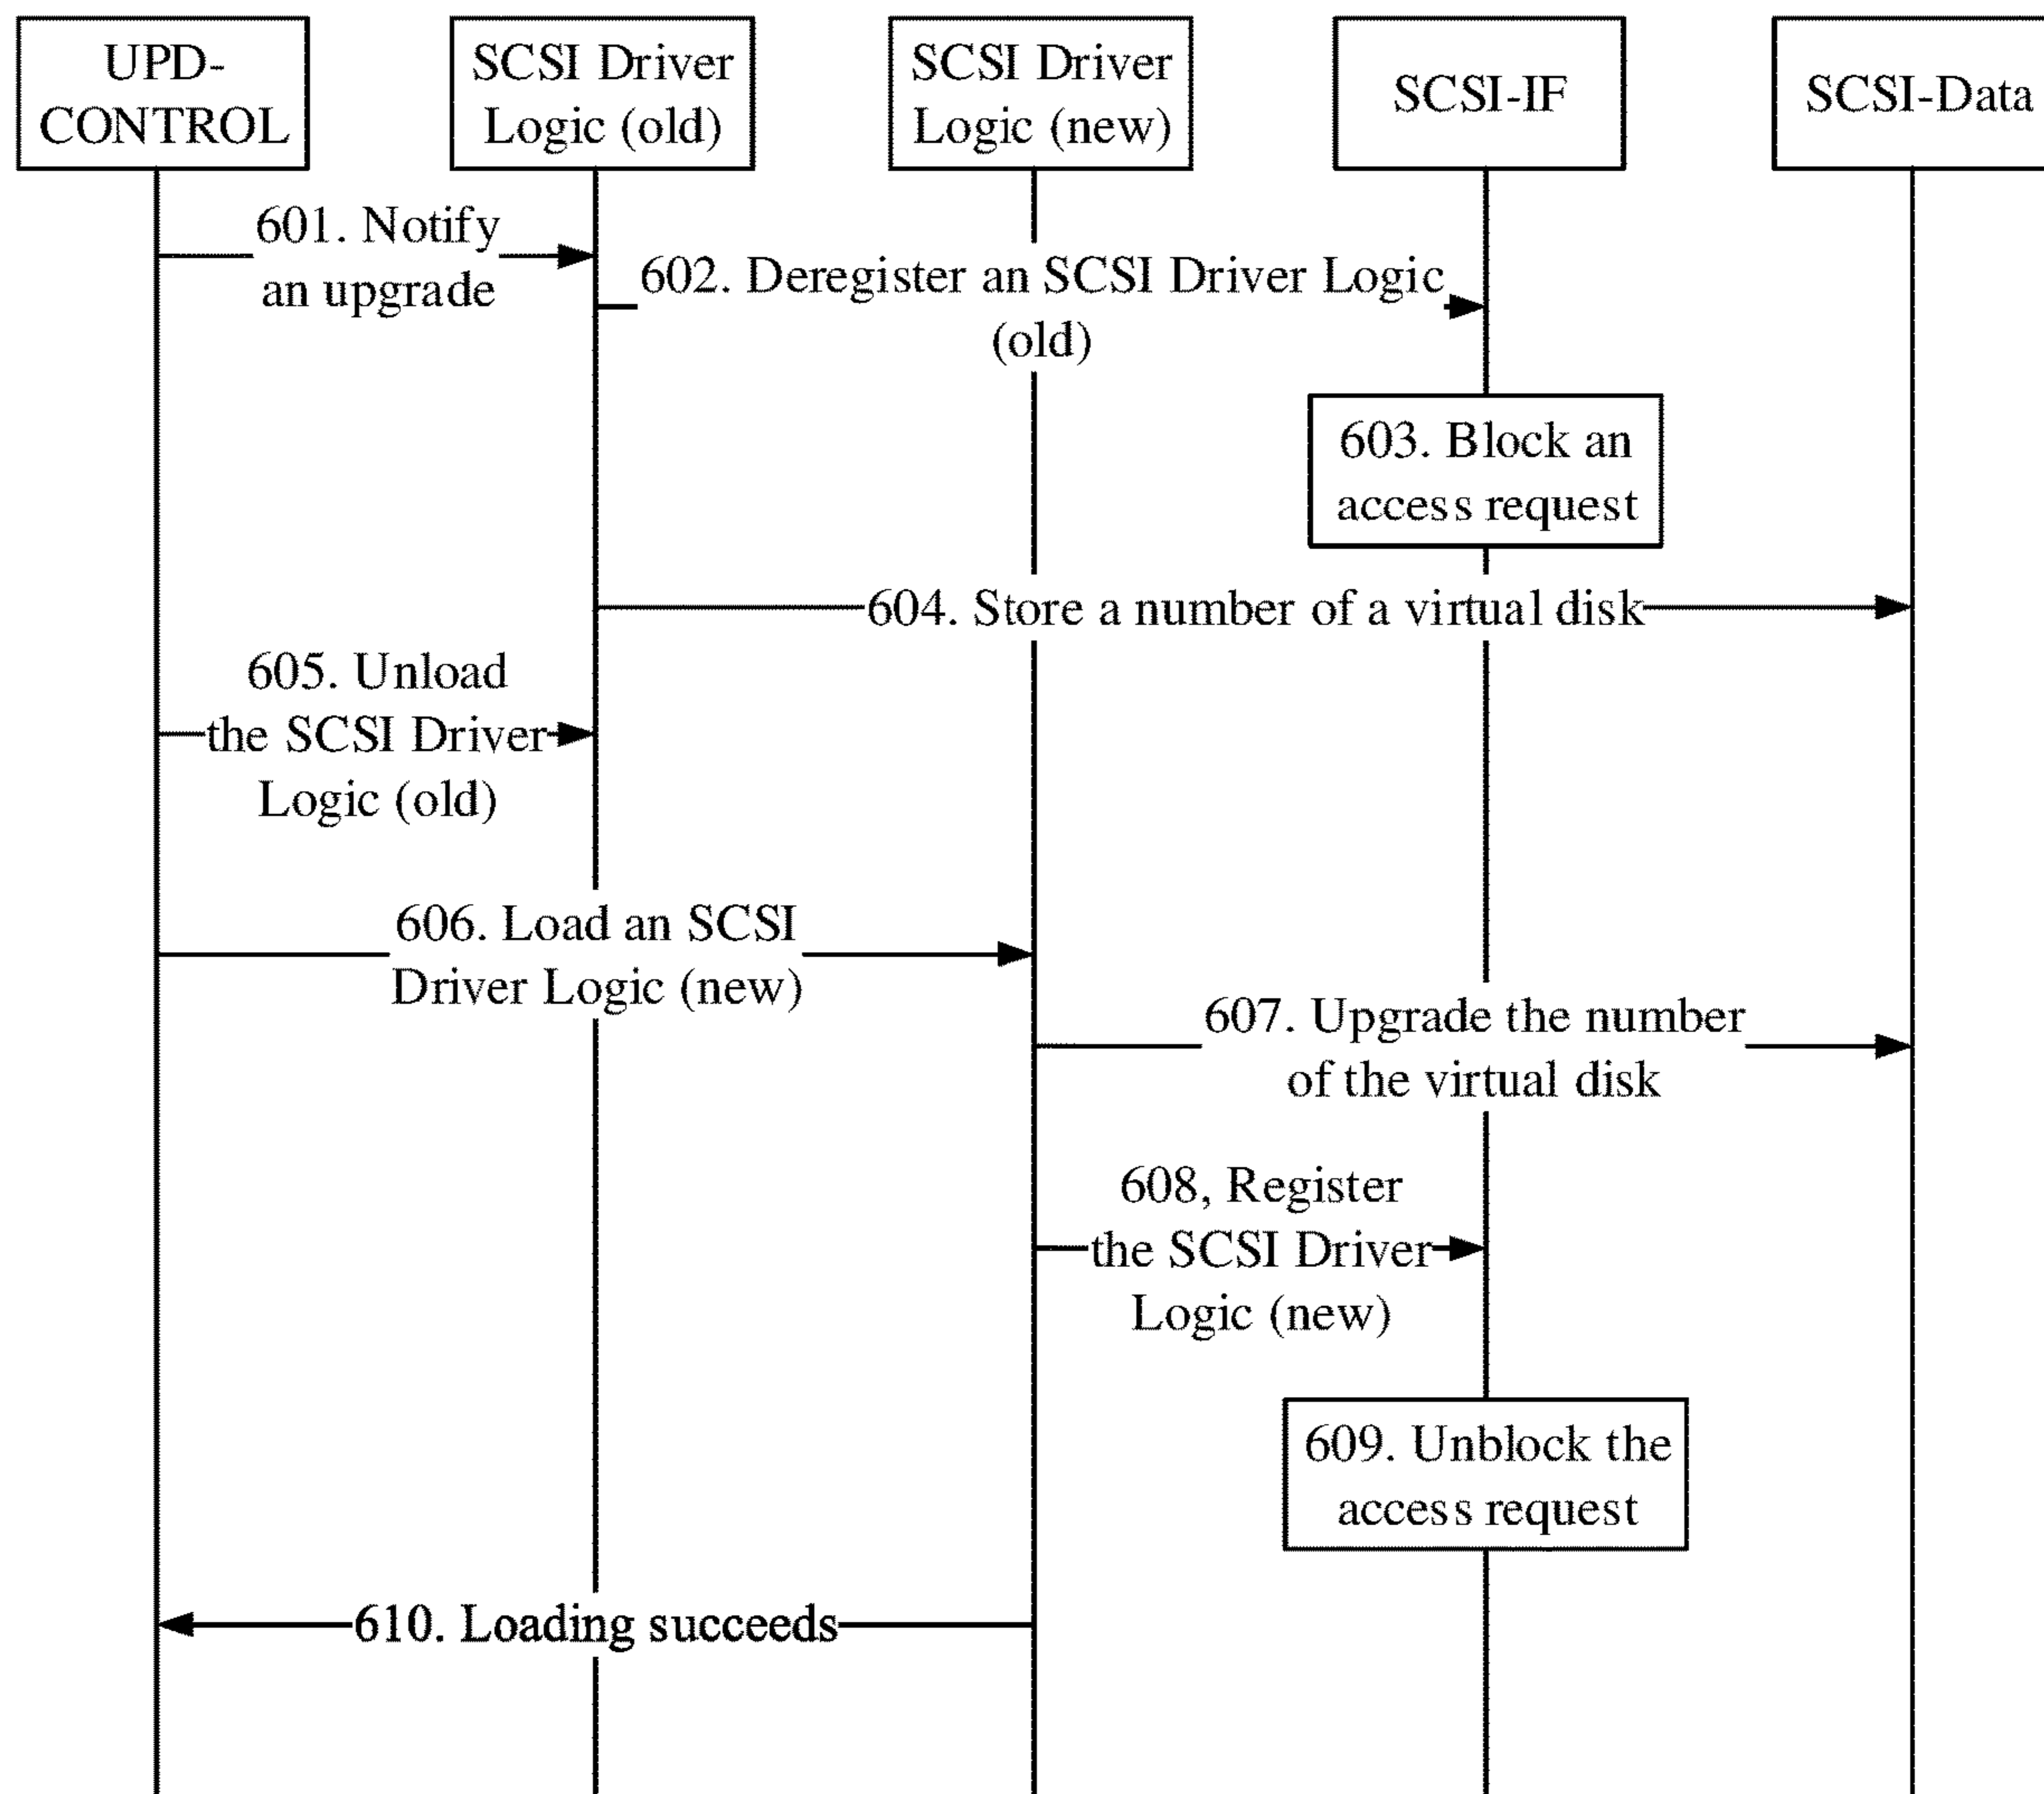 UPD-
CONTROL
SCSI Driver
Logic (old)
SCSI Driver
Logic (new)
SCSI-IF
SCSI-Data
601. Notify
an upgrade
602. Deregister an SCSI Driver Logic
(old)
603. Block an
access request
604. Store a number of a virtual disk
605. Unload
the SCSI Driver
Logic (old)
606. Load an SCSI
Driver Logic (new)
607. Upgrade the number
of the virtual disk
608, Register
the SCSI Driver
Logic (new)
609. Unblock the
access request
610. Loading succeeds